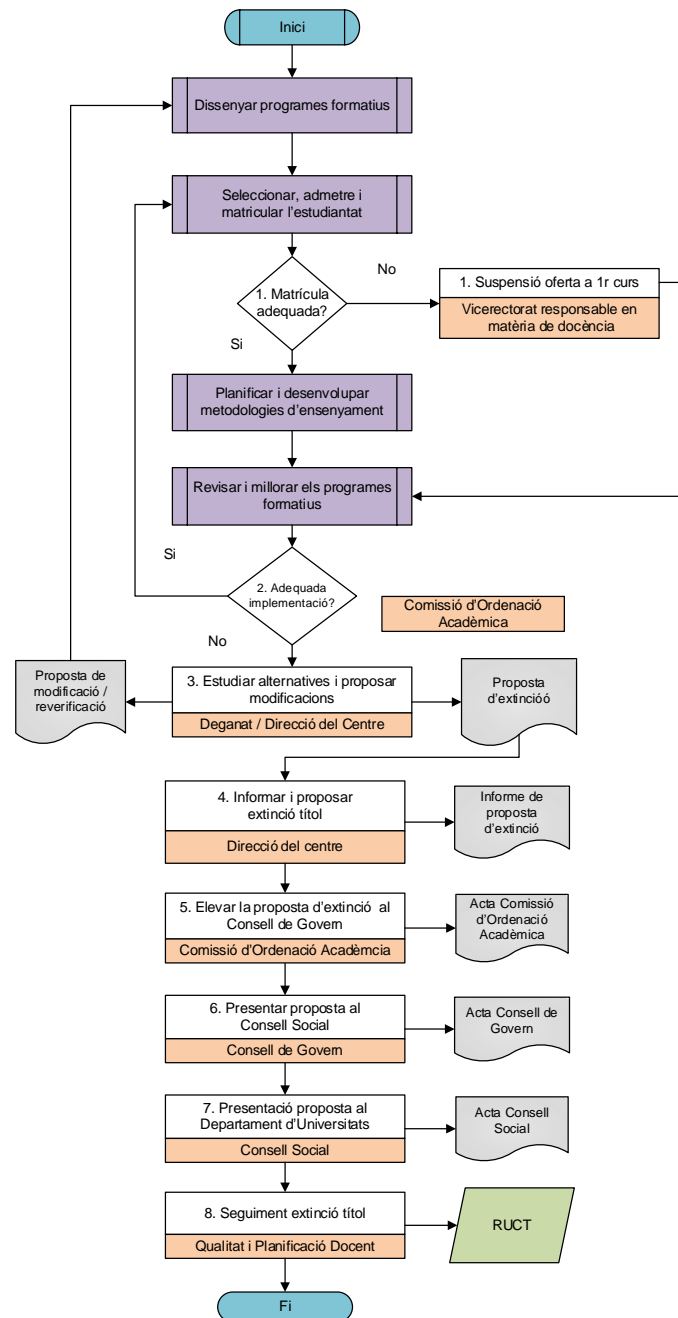 Inici
Dissenyar programes formatius
Seleccionar, admetre i
matricular l'estudiantat
No
1. Matrícula
adequada?
1. Suspensió oferta a 1r curs
Vicerectorat responsable en
matèria de docència
Si
Planificar i desenvolupar
metodologies d'ensenyament
Revisar i millorar els programes
formatius
Si
2. Adequada
implementació?
Comissió d'Ordenació
Acadèmica
No
Proposta de
modificació /
reverificació
3. Estudiar alternatives i proposar
modificacions
Deganat / Direcció del Centre
Proposta
d'extincióó
4. Informar i proposar
extinció títol
Direcció del centre
Informe de
proposta
d'extinció
5. Elevar la proposta d'extinció al
Consell de Govern
Comissió d'Ordenació Acadèmcia
Acta Comissió
d'Ordenació
Acadèmica
6. Presentar proposta al
Consell Social
Consell de Govern
Acta Consell de
Govern
7. Presentació proposta al
Departament d'Universitats
Consell Social
Acta Consell
Social
8. Seguiment extinció títol
Qualitat i Planificació Docent
RUCT
Fi